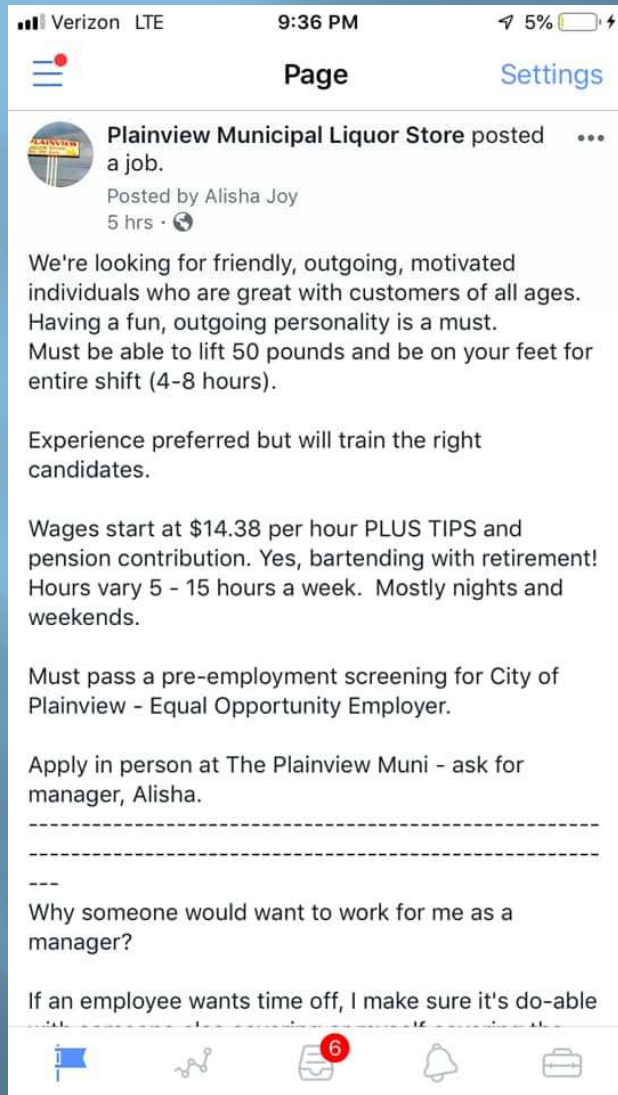 Verizon LTE 9:36 PM 5%
Page Settings
Plainview Municipal Liquor Store posted
a job.
Posted by Alisha Joy
5 hrs ·
PLAINVIEW
We're looking for friendly, outgoing, motivated
individuals who are great with customers of all ages.
Having a fun, outgoing personality is a must.
Must be able to lift 50 pounds and be on your feet for
entire shift (4-8 hours).
Experience preferred but will train the right
candidates.
Wages start at $14.38 per hour PLUS TIPS and
pension contribution. Yes, bartending with retirement!
Hours vary 5 - 15 hours a week. Mostly nights and
weekends.
Must pass a pre-employment screening for City of
Plainview - Equal Opportunity Employer.
Apply in person at The Plainview Muni - ask for
manager, Alisha.
-------------------------------------------------------
-------------------------------------------------------
---
Why someone would want to work for me as a
manager?
If an employee wants time off, I make sure it's do-able
6